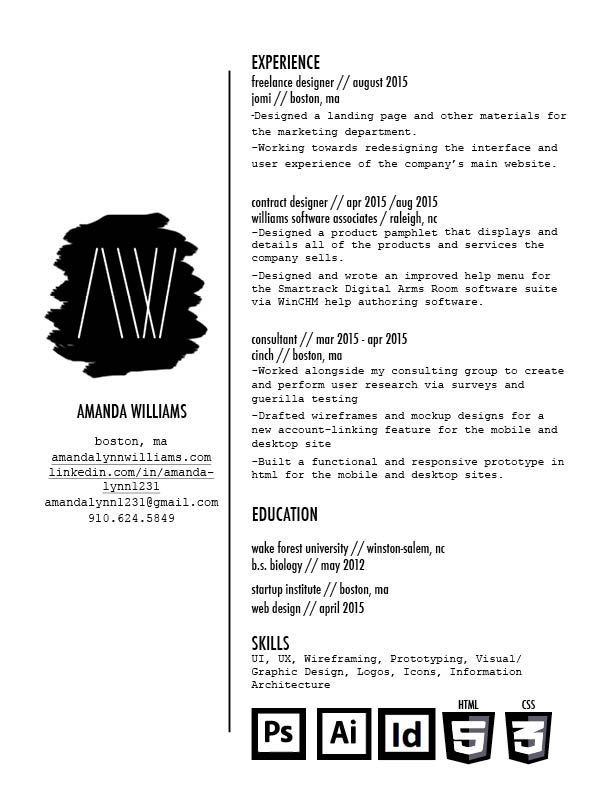 AW
AMANDA WILLIAMS
boston, ma
amandalynnwilliams.com
linkedin.com/in/amanda-
lynn1231
amandalynn1231@gmail.com
910.624.5849
EXPERIENCE
freelance designer // august 2015
jomi // boston, ma
-Designed a landing page and other materials for
the marketing department.
-Working towards redesigning the interface and
user experience of the company’s main website.
contract designer // apr 2015 /aug 2015
williams software associates / raleigh, nc
-Designed a product pamphlet that displays and
details all of the products and services the
company sells.
-Designed and wrote an improved help menu for
the Smartrack Digital Arms Room software suite
via WinCHM help authoring software.
consultant // mar 2015 - apr 2015
cinch // boston, ma
-Worked alongside my consulting group to create
and perform user research via surveys and
guerilla testing
-Drafted wireframes and mockup designs for a
new account-linking feature for the mobile and
desktop site
-Built a functional and responsive prototype in
html for the mobile and desktop sites.
EDUCATION
wake forest university // winston-salem, nc
b.s. biology // may 2012
startup institute // boston, ma
web design // april 2015
SKILLS
UI, UX, Wireframing, Prototyping, Visual/
Graphic Design, Logos, Icons, Information
Architecture
Ps Ai Id HTML 5 CSS 3